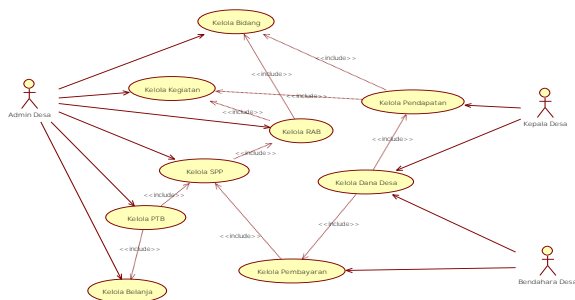 Kelola Bidang
<<include>>
<<include>>
Kelola Kegiatan
<<include>>
Kelola Pendapatan
Admin Desa
<<include>>
Kepala Desa
Kelola RAB
<<include>>
<<include>>
Kelola SPP
Kelola Dana Desa
<<include>>
Kelola PTB
<<include>>
<<include>>
<<include>>
Kelola Pembayaran
Bendahara Desa
Kelola Belanja